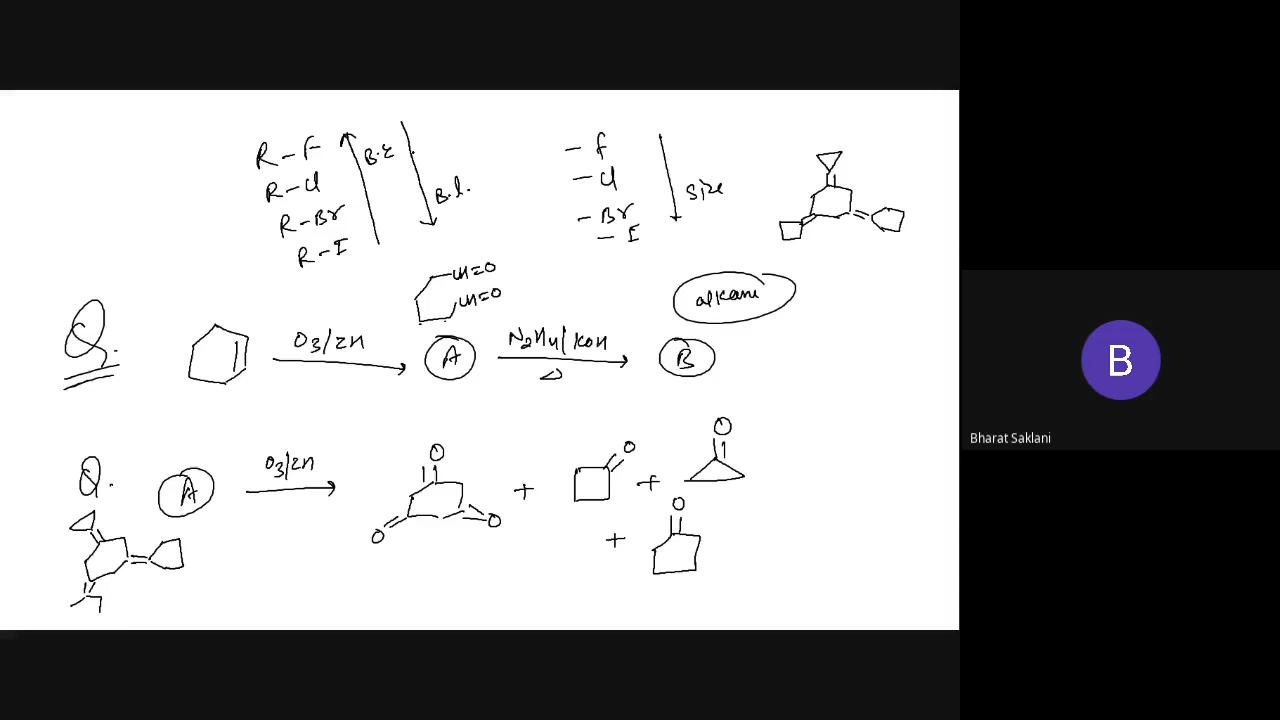 R-F
R-Cl
R-Br
R-I
B.E
B.l.
- F
- Cl
- Br
- I
Size
CH=O
CH=O
alkane
Q.
O3/Zn
A
N2H4/KOH
Δ
B
Q.
A
O3/Zn
O
O
O
+
O
+
O
+
O
B
Bharat Saklani